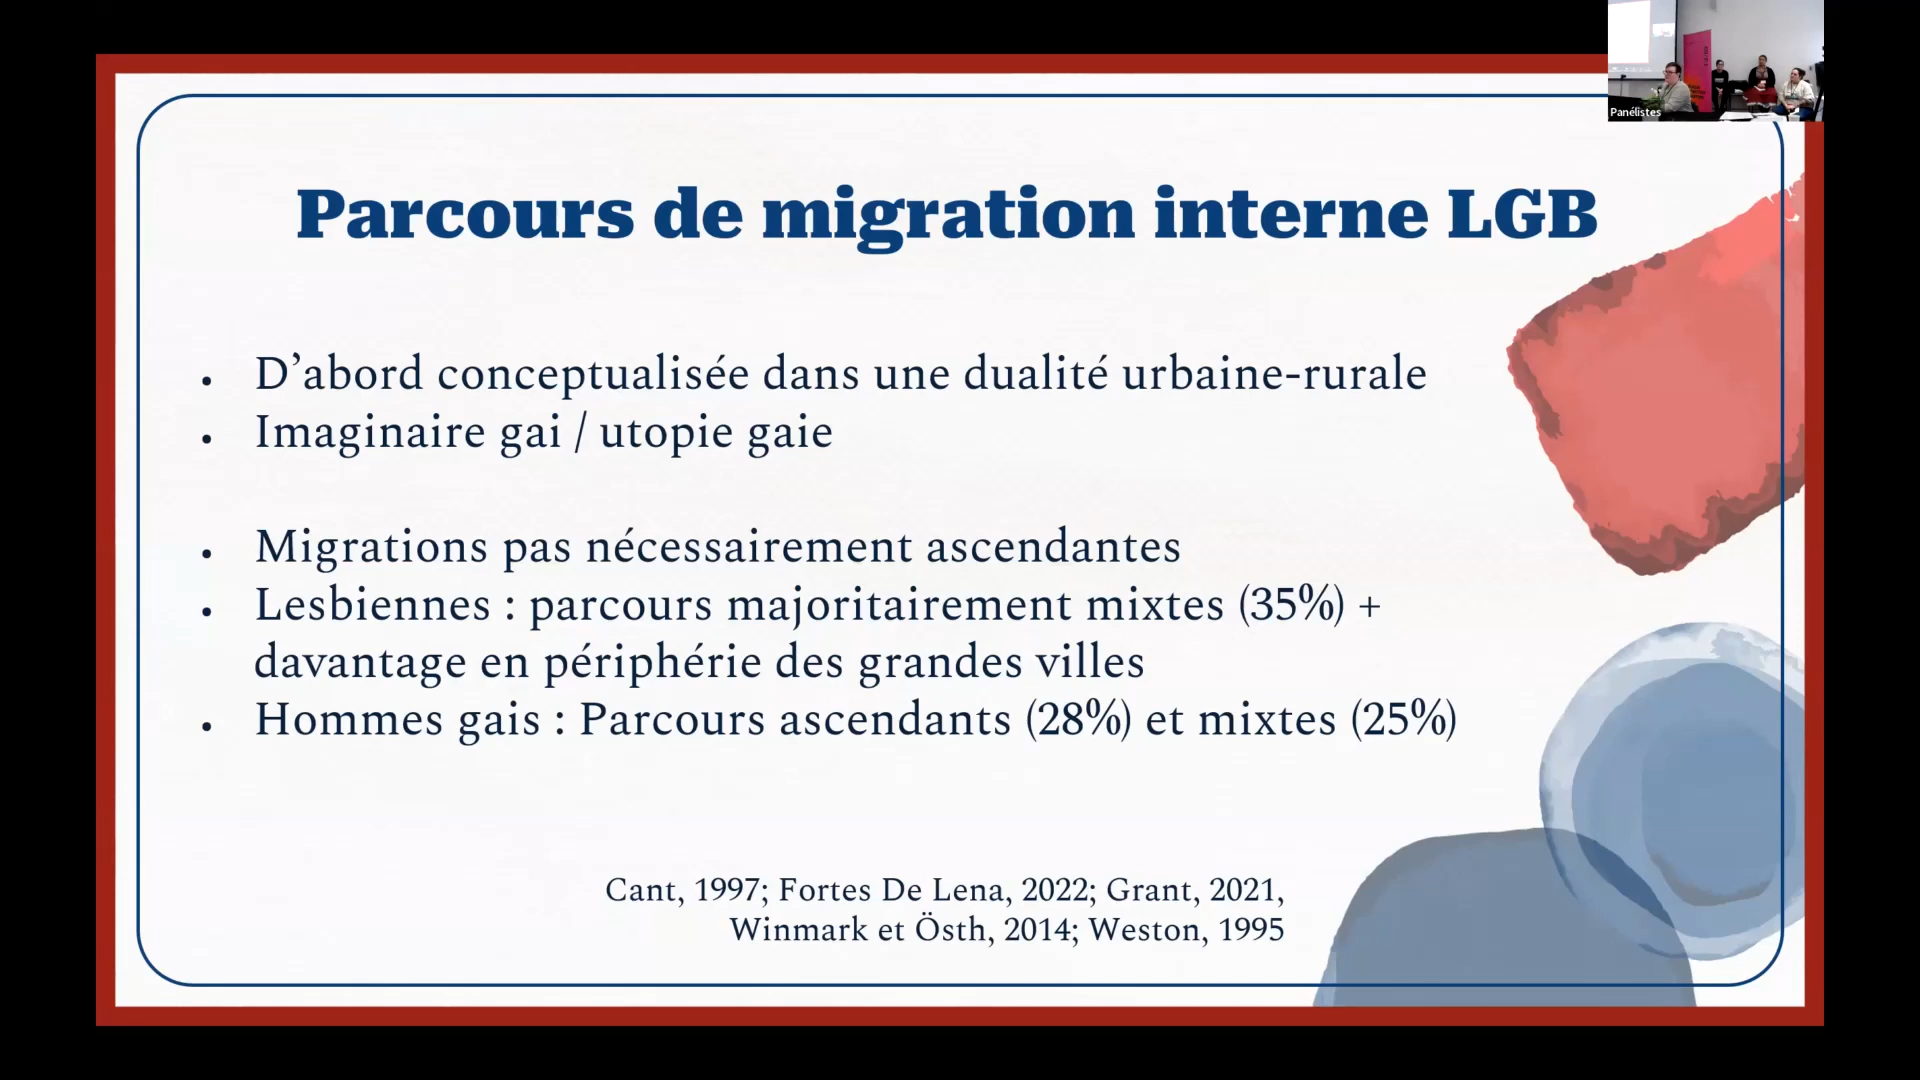 Panélistes
Parcours de migration interne LGB
• D’abord conceptualisée dans une dualité urbaine-rurale
• Imaginaire gai / utopie gaie
• Migrations pas nécessairement ascendantes
• Lesbiennes : parcours majoritairement mixtes (35%) +
davantage en périphérie des grandes villes
• Hommes gais : Parcours ascendants (28%) et mixtes (25%)
Cant, 1997; Fortes De Lena, 2022; Grant, 2021,
Winmark et Östh, 2014; Weston, 1995